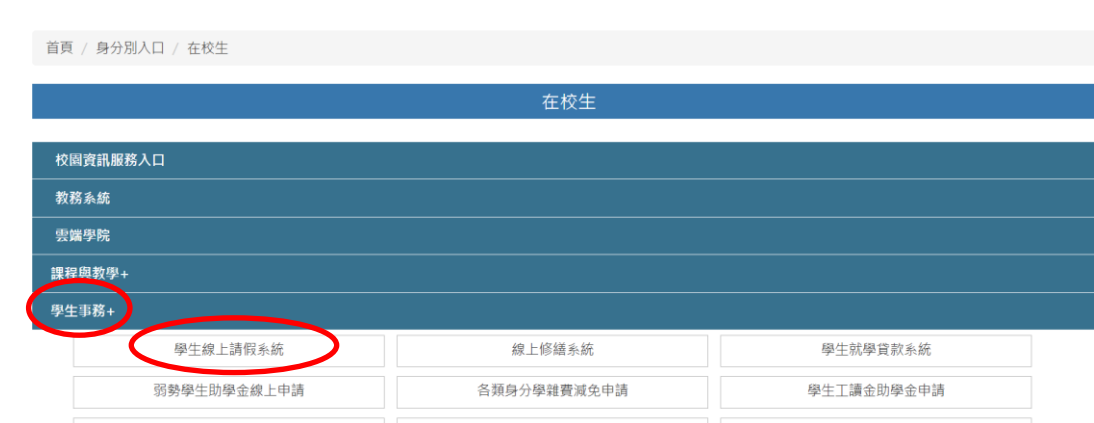 首頁 / 身分別入口 / 在校生
在校生
校園資訊服務入口
教務系統
雲端學院
課程與教學+
學生事務+
學生線上請假系統 線上修繕系統 學生就學貸款系統
弱勢學生助學金線上申請 各類身分學雜費減免申請 學生工讀金助學金申請